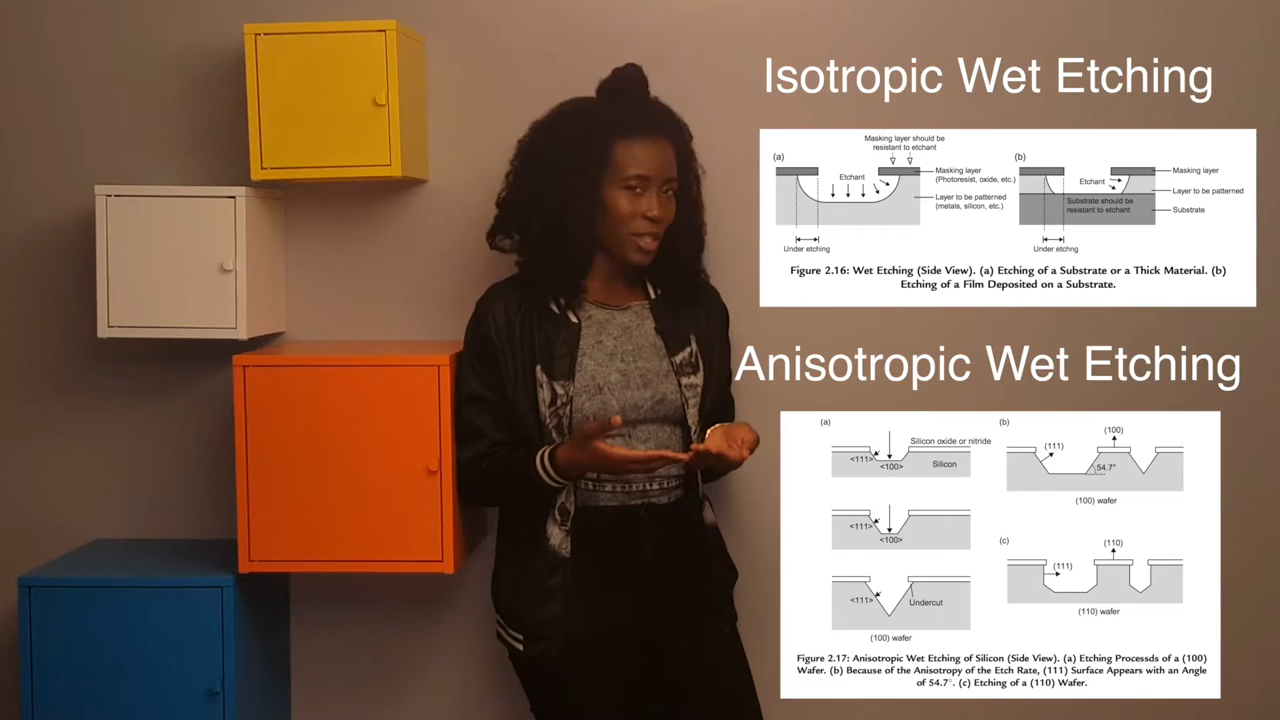 Isotropic Wet Etching
(a)
Masking layer should be
resistant to etchant
Etchant
Masking layer
(Photoresist, oxide, etc.)
Layer to be patterned
(metals, silicon, etc.)
Under etching
(b)
Etchant
Masking layer
Layer to be patterned
Substrate should be
resistant to etchant
Substrate
Under etchng
Figure 2.16: Wet Etching (Side View). (a) Etching of a Substrate or a Thick Material. (b)
Etching of a Film Deposited on a Substrate.
Anisotropic Wet Etching
(a)
Silicon oxide or nitride
<111>
<100>
Silicon
<111>
<100>
<111>
Undercut
(100) wafer
(b)
(100)
(111)
54.7°
(100) wafer
(c)
(110)
(111)
(110) wafer
Figure 2.17: Anisotropic Wet Etching of Silicon (Side View). (a) Etching Processds of a (100)
Wafer. (b) Because of the Anisotropy of the Etch Rate, (111) Surface Appears with an Angle
of 54.7°. (c) Etching of a (110) Wafer.